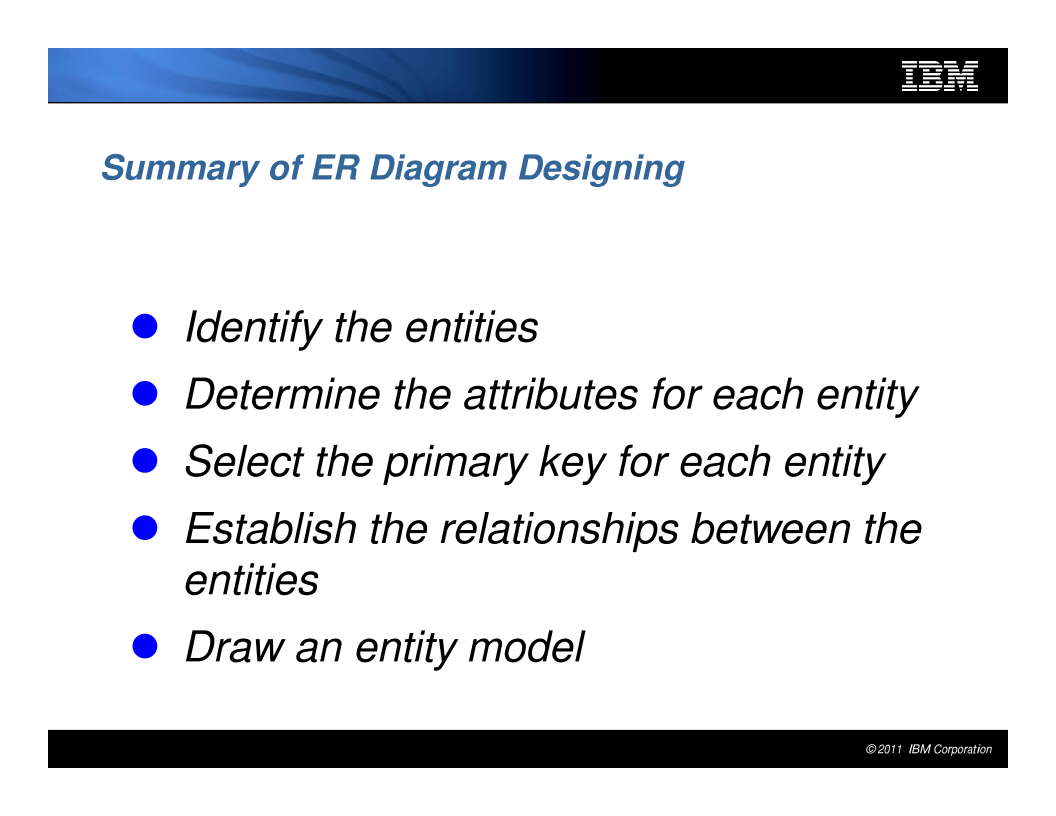 IBM
Summary of ER Diagram Designing
Identify the entities
Determine the attributes for each entity
Select the primary key for each entity
Establish the relationships between the
entities
Draw an entity model
© 2011 IBM Corporation